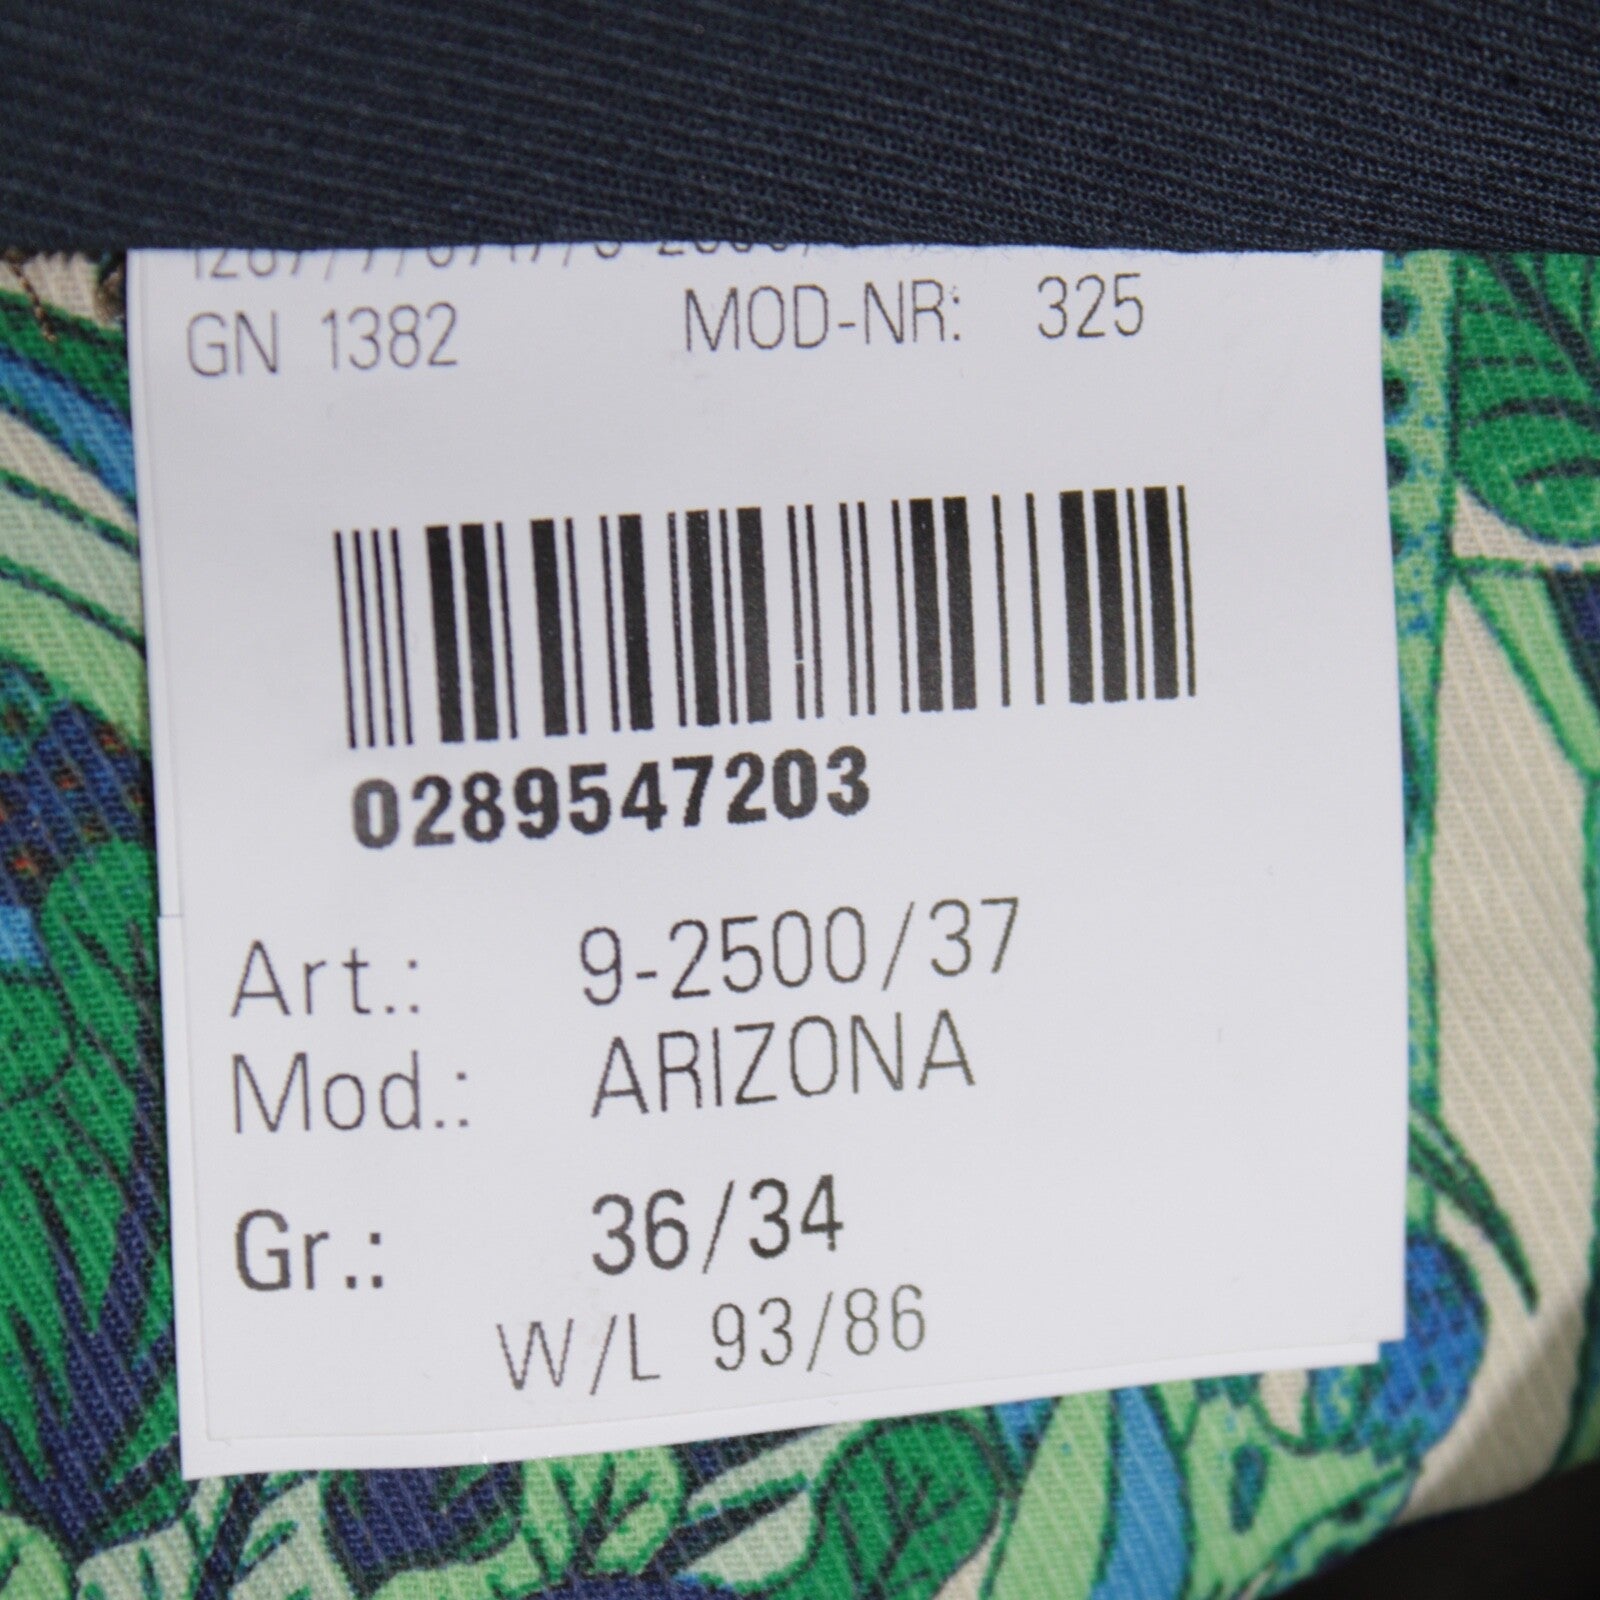 GN 1382 MOD-NR: 325
0289547203
Art.: 9-2500/37
Mod.: ARIZONA
Gr.: 36/34
W/L 93/86